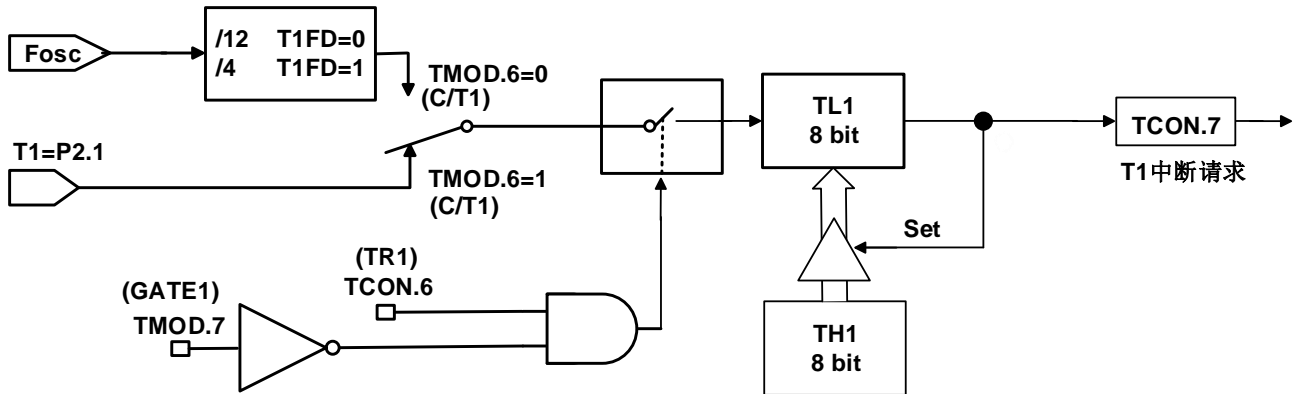 Fosc
/12 T1FD=0
/4 T1FD=1
TMOD.6=0
(C/T1)
T1=P2.1
TMOD.6=1
(C/T1)
TL1
8 bit
TCON.7
T1中断请求
Set
(TR1)
TCON.6
(GATE1)
TMOD.7
TH1
8 bit